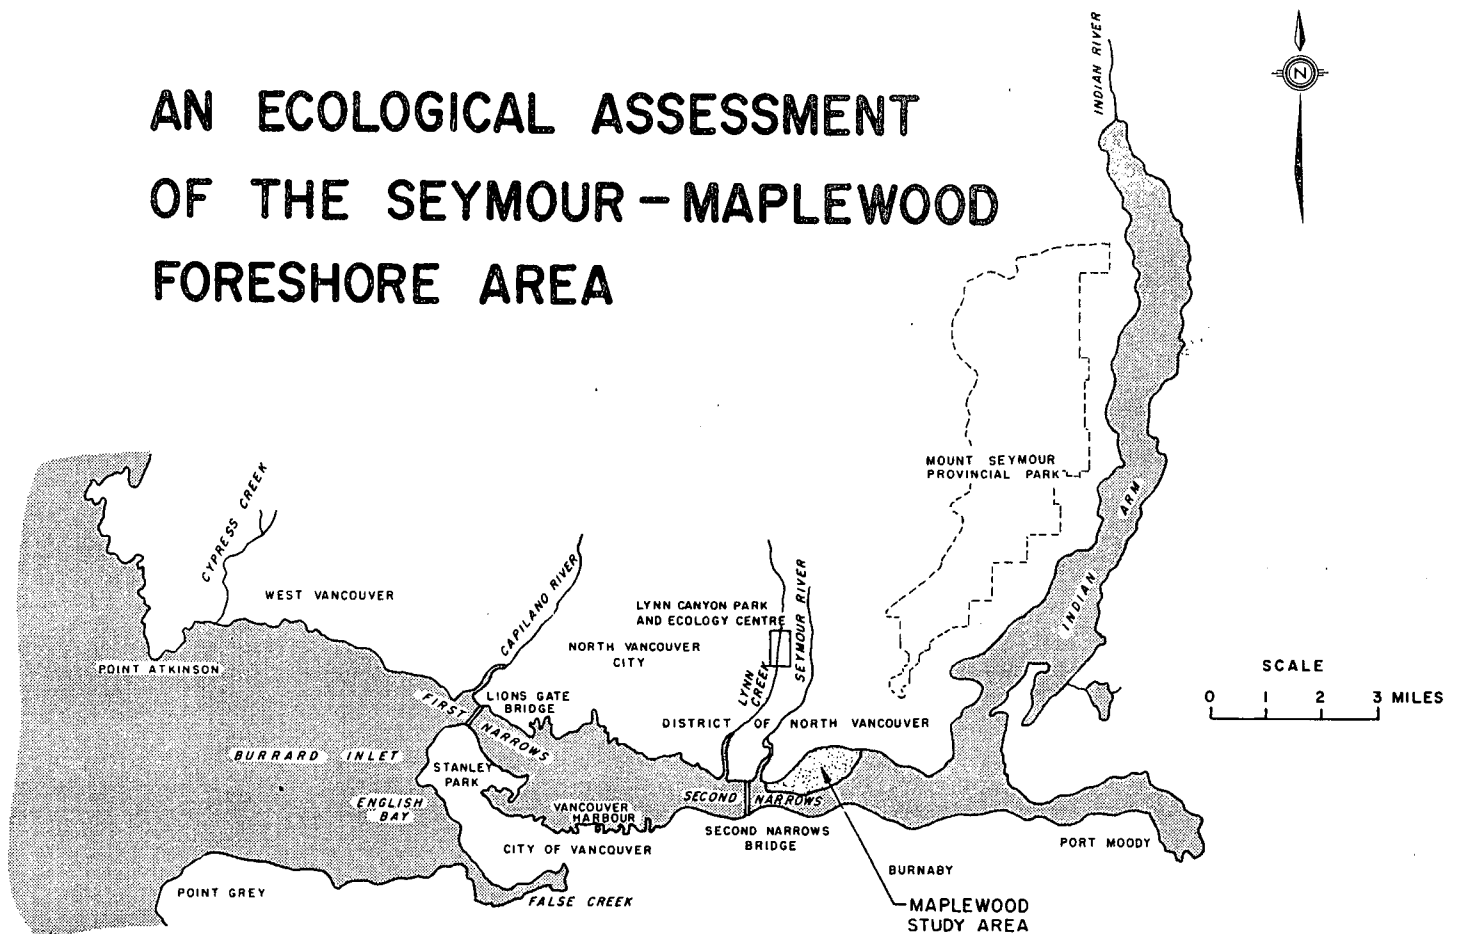 AN ECOLOGICAL ASSESSMENT
OF THE SEYMOUR – MAPLEWOOD
FORESHORE AREA
INDIAN RIVER
N
MOUNT SEYMOUR
PROVINCIAL PARK
INDIAN ARM
CYPRESS CREEK
WEST VANCOUVER
POINT ATKINSON
CAPILANO RIVER
LYNN CANYON PARK
AND ECOLOGY CENTRE
NORTH VANCOUVER
CITY
SEYMOUR RIVER
LYNN
CREEK
LIONS GATE
BRIDGE
FIRST NARROWS
DISTRICT OF NORTH VANCOUVER
SCALE
0 1 2 3 MILES
BURRARD INLET
STANLEY
PARK
ENGLISH
BAY
VANCOUVER
HARBOUR
SECOND NARROWS
SECOND NARROWS
BRIDGE
CITY OF VANCOUVER
PORT MOODY
BURNABY
POINT GREY
FALSE CREEK
MAPLEWOOD
STUDY AREA